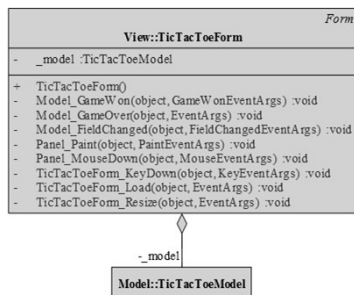 Form
View::TicTacToeForm
- _model :TicTacToeModel
+ TicTacToeForm()
- Model_GameWon(object, GameWonEventArgs) :void
- Model_GameOver(object, EventArgs) :void
- Model_FieldChanged(object, FieldChangedEventArgs) :void
- Panel_Paint(object, PaintEventArgs) :void
- Panel_MouseDown(object, MouseEventArgs) :void
- TicTacToeForm_KeyDown(object, KeyEventArgs) :void
- TicTacToeForm_Load(object, EventArgs) :void
- TicTacToeForm_Resize(object, EventArgs) :void
-_model
Model::TicTacToeModel